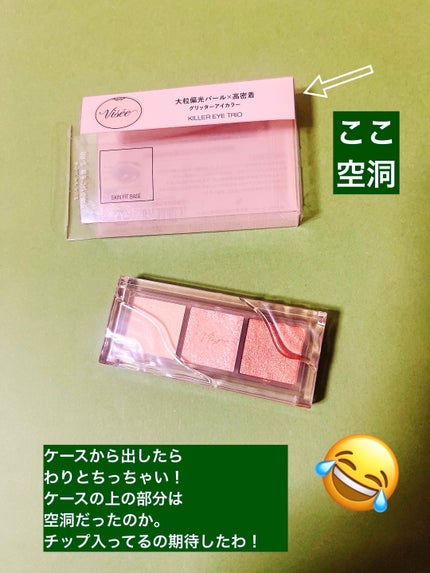 Visée
大粒偏光パール×高密着
グリッターアイカラー
KILLER EYE TRIO
SKIN FIT BASE
ここ
空洞
ケースから出したら
わりとちっちゃい！
ケースの上の部分は
空洞だったのか。
チップ入ってるの期待したわ！